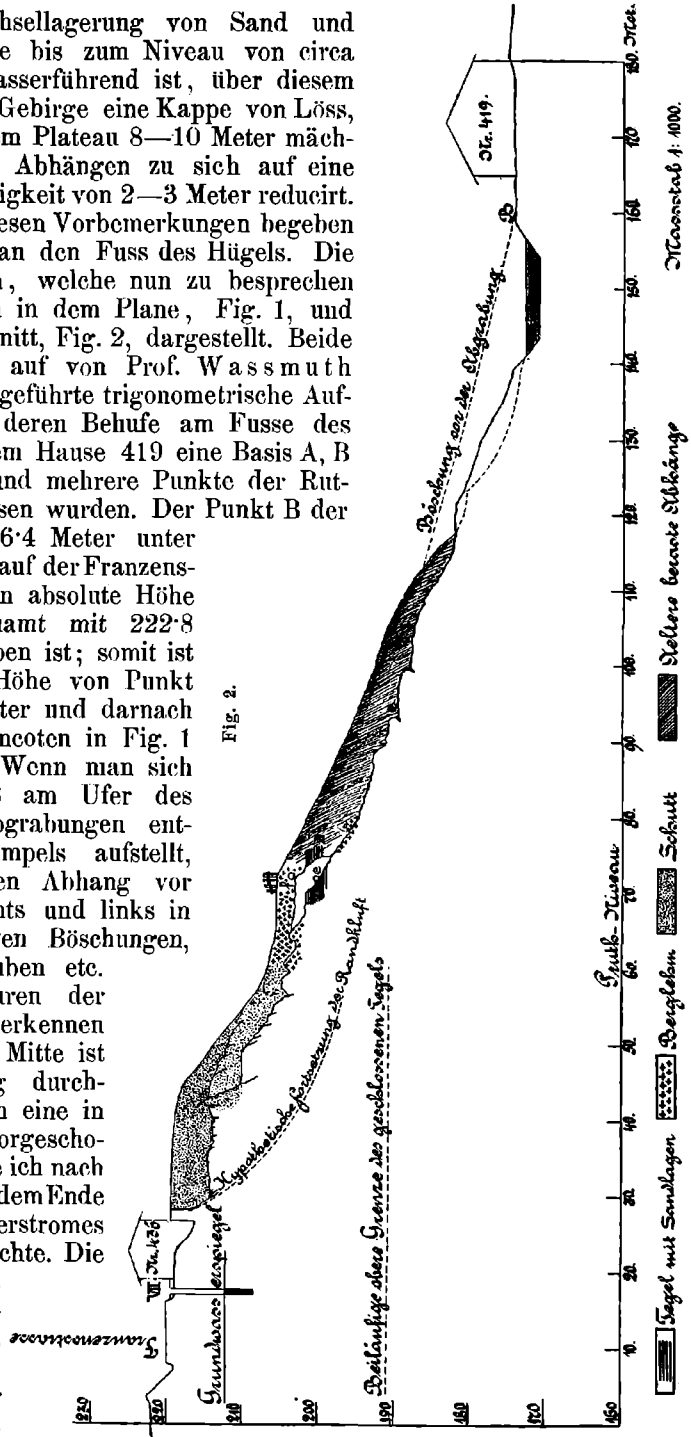 hsellagerung von Sand und
e bis zum Niveau von circa
asserführend ist, über diesem
Gebirge eine Kappe von Löss,
m Plateau 8—10 Meter mäch-
Abhängen zu sich auf eine
igkeit von 2—3 Meter reducirt.
esen Vorbemerkungen begeben
an den Fuss des Hügels. Die
, welche nun zu besprechen
in dem Plane, Fig. 1, und
nitt, Fig. 2, dargestellt. Beide
auf von Prof. Wassmuth
geführte trigonometrische Auf-
deren Behufe am Fusse des
em Hause 419 eine Basis A, B
und mehrere Punkte der Rut-
sen wurden. Der Punkt B der
6·4 Meter unter
auf der Franzens-
n absolute Höhe
amt mit 222·8
ben ist; somit ist
Höhe von Punkt
ter und darnach
ncoten in Fig. 1
Wenn man sich
am Ufer des
bgrabungen ent-
mpels aufstellt,
en Abhang vor
nts und links in
ven Böschungen,
uben etc.
uren der
erkennen
Mitte ist
g durch-
n eine in
orgescho-
e ich nach
dem Ende
erstromes
chte. Die
Fig. 2.
Franzensstrasse
VII. Nr. 436
Nr. 419.
B
Böschung vor der Abgrabung
Hypothetische Fortsetzung der Randkluft
Grundwasserspiegel
Beiläufige obere Grenze des geschlossenen Tegels
Pruth-Niveau
230
220
210
200
190
180
170
160
10.
20.
30.
40.
50.
60.
70.
80.
90.
100.
110.
120.
130.
140.
150.
160.
170
180. Met.
Tegel mit Sandlagen
Berglehm
Schutt
Aeltere beraste Abhänge
Massstab 1: 1000.